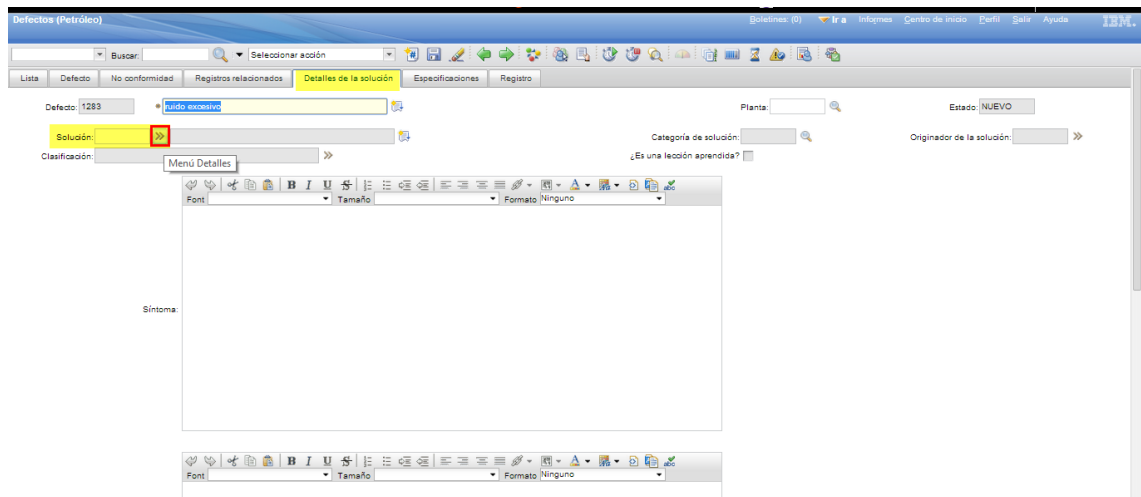 Defectos (Petróleo) Boletines: (0) Ir a Informes Centro de inicio Perfil Salir Ayuda IBM.
Buscar: Seleccionar acción
Lista Defecto No conformidad Registros relacionados Detalles de la solución Especificaciones Registro
Defecto: 1283 * ruido excesivo Planta: Estado: NUEVO
Solución: Categoría de solución: Originador de la solución:
Clasificación: ¿Es una lección aprendida?
Menú Detalles
B I U S
Font Tamaño Formato Ninguno
Síntoma:
B I U S
Font Tamaño Formato Ninguno